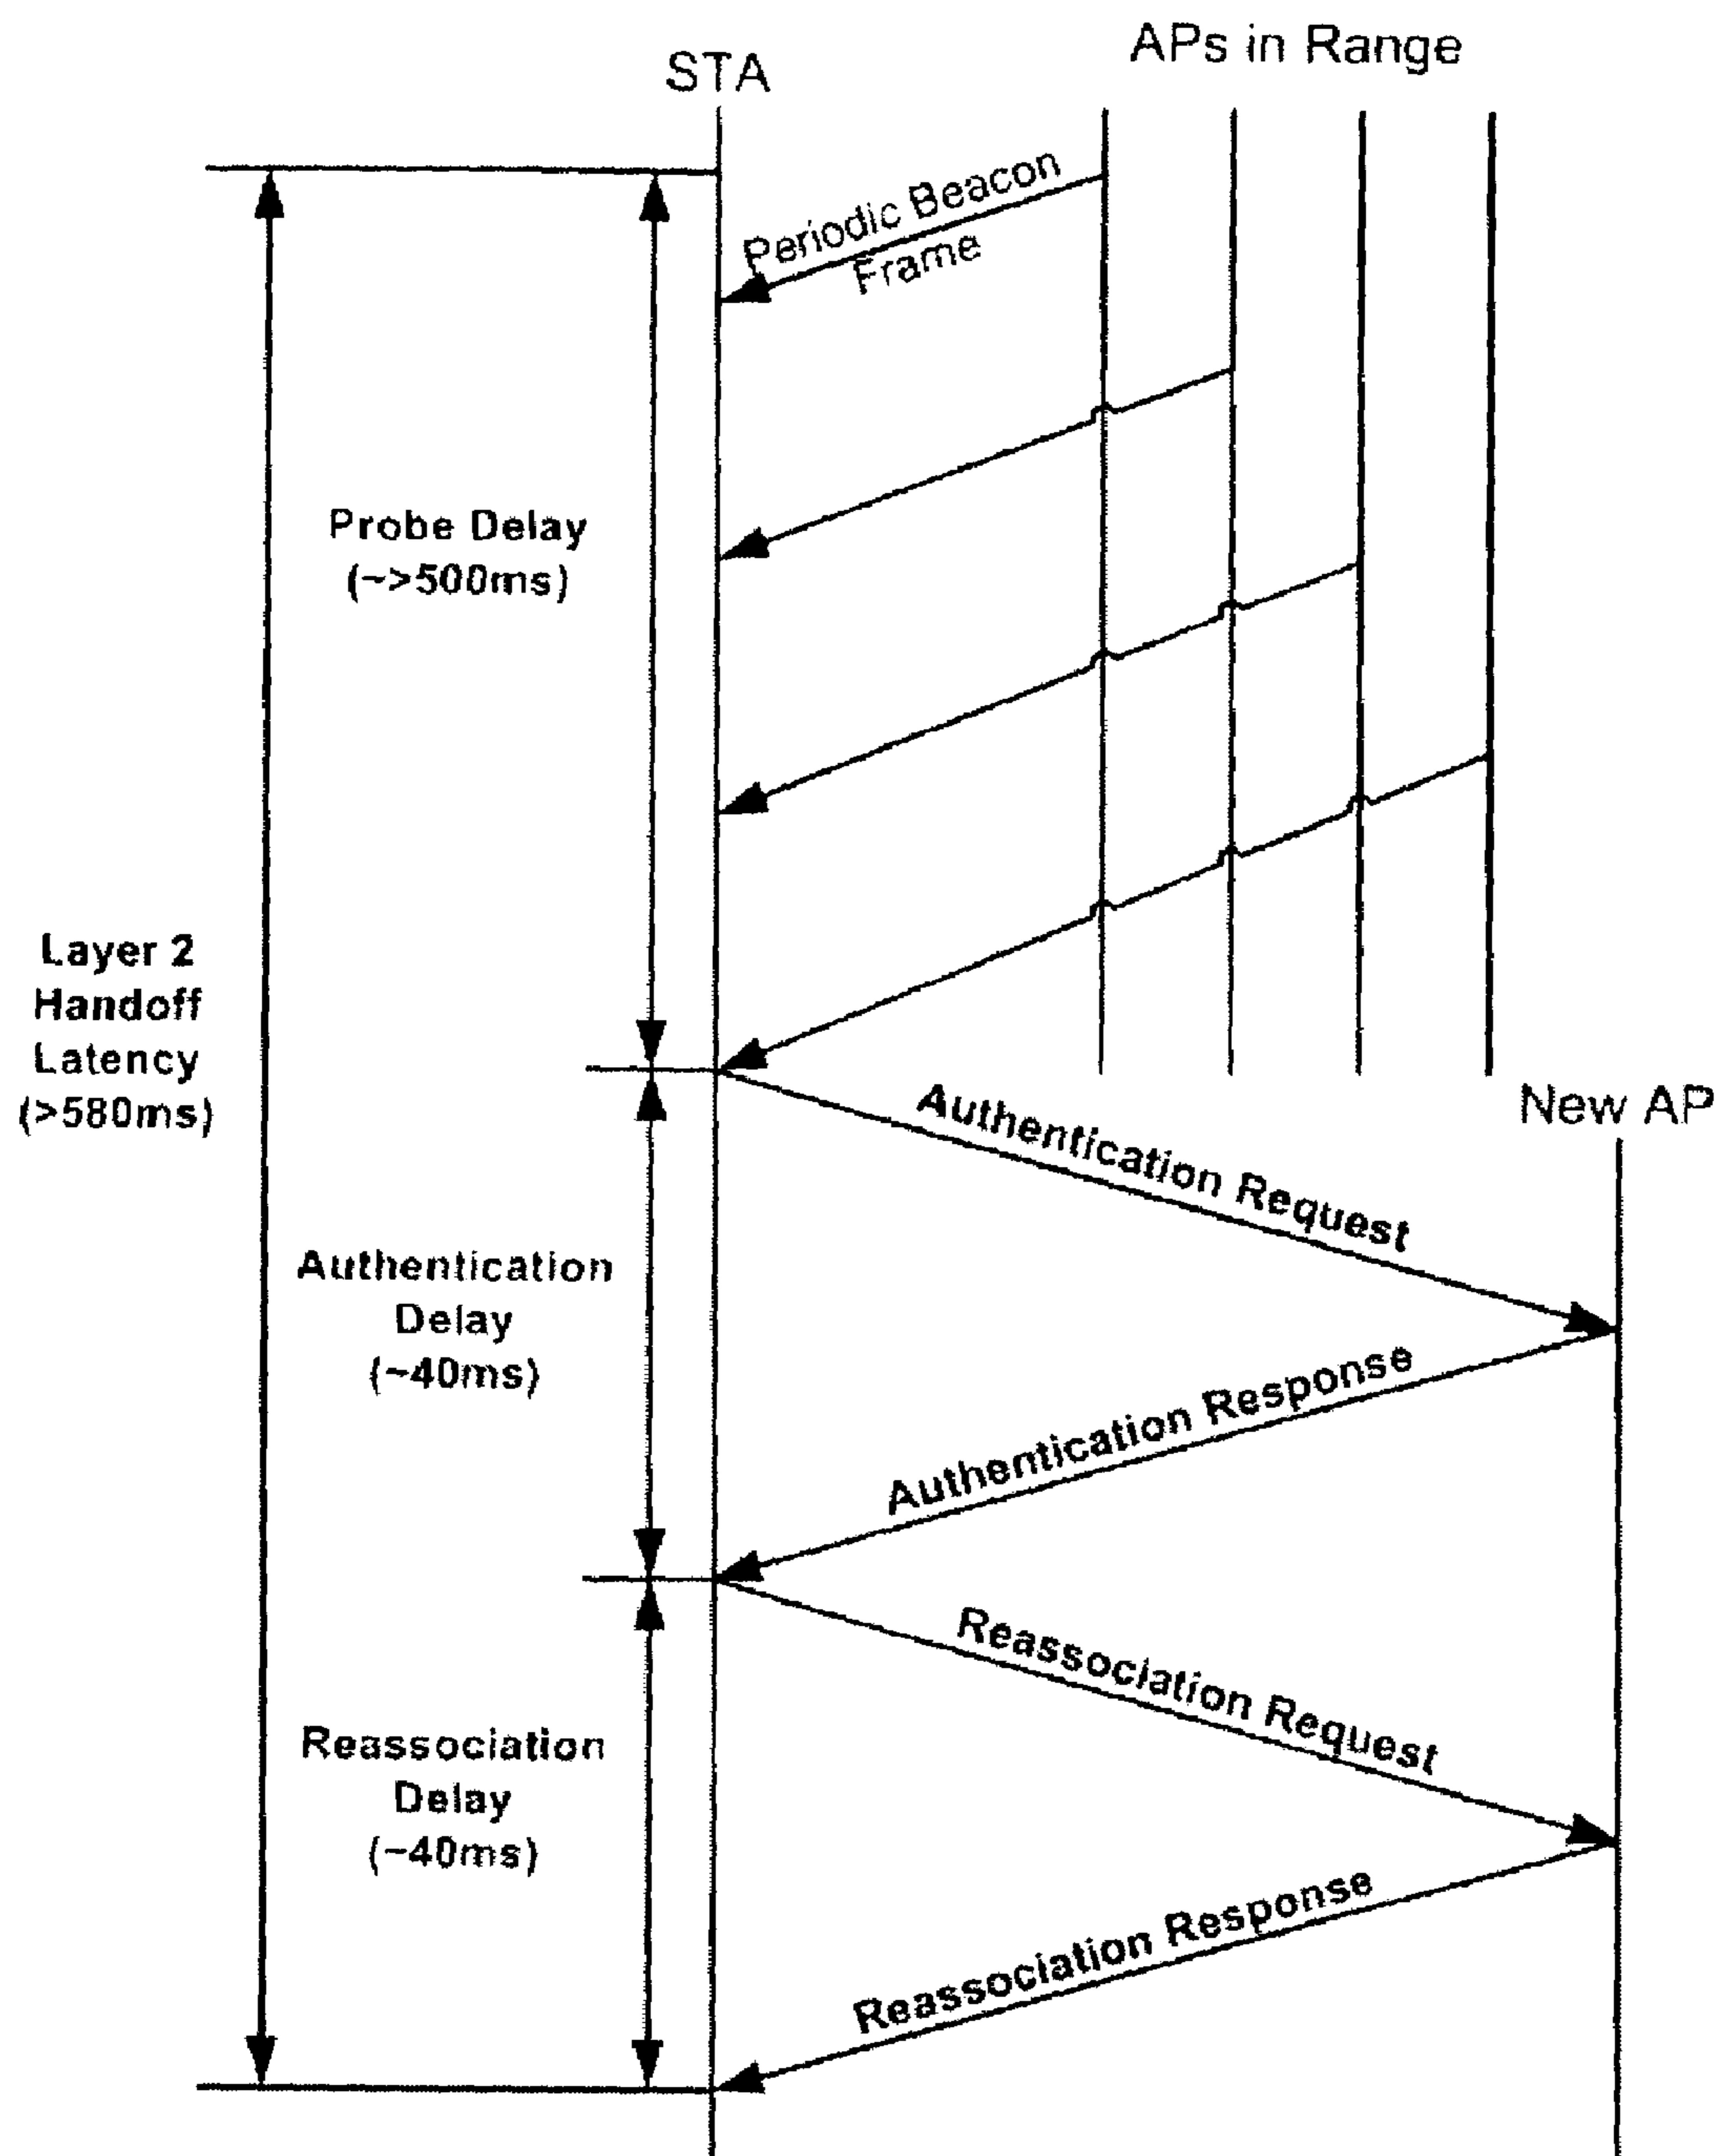 STA
APs in Range
Periodic Beacon
Frame
Probe Delay
(~>500ms)
Layer 2
Handoff
Latency
(>580ms)
New AP
Authentication Request
Authentication
Delay
(~40ms)
Authentication Response
Reassociation Request
Reassociation
Delay
(~40ms)
Reassociation Response